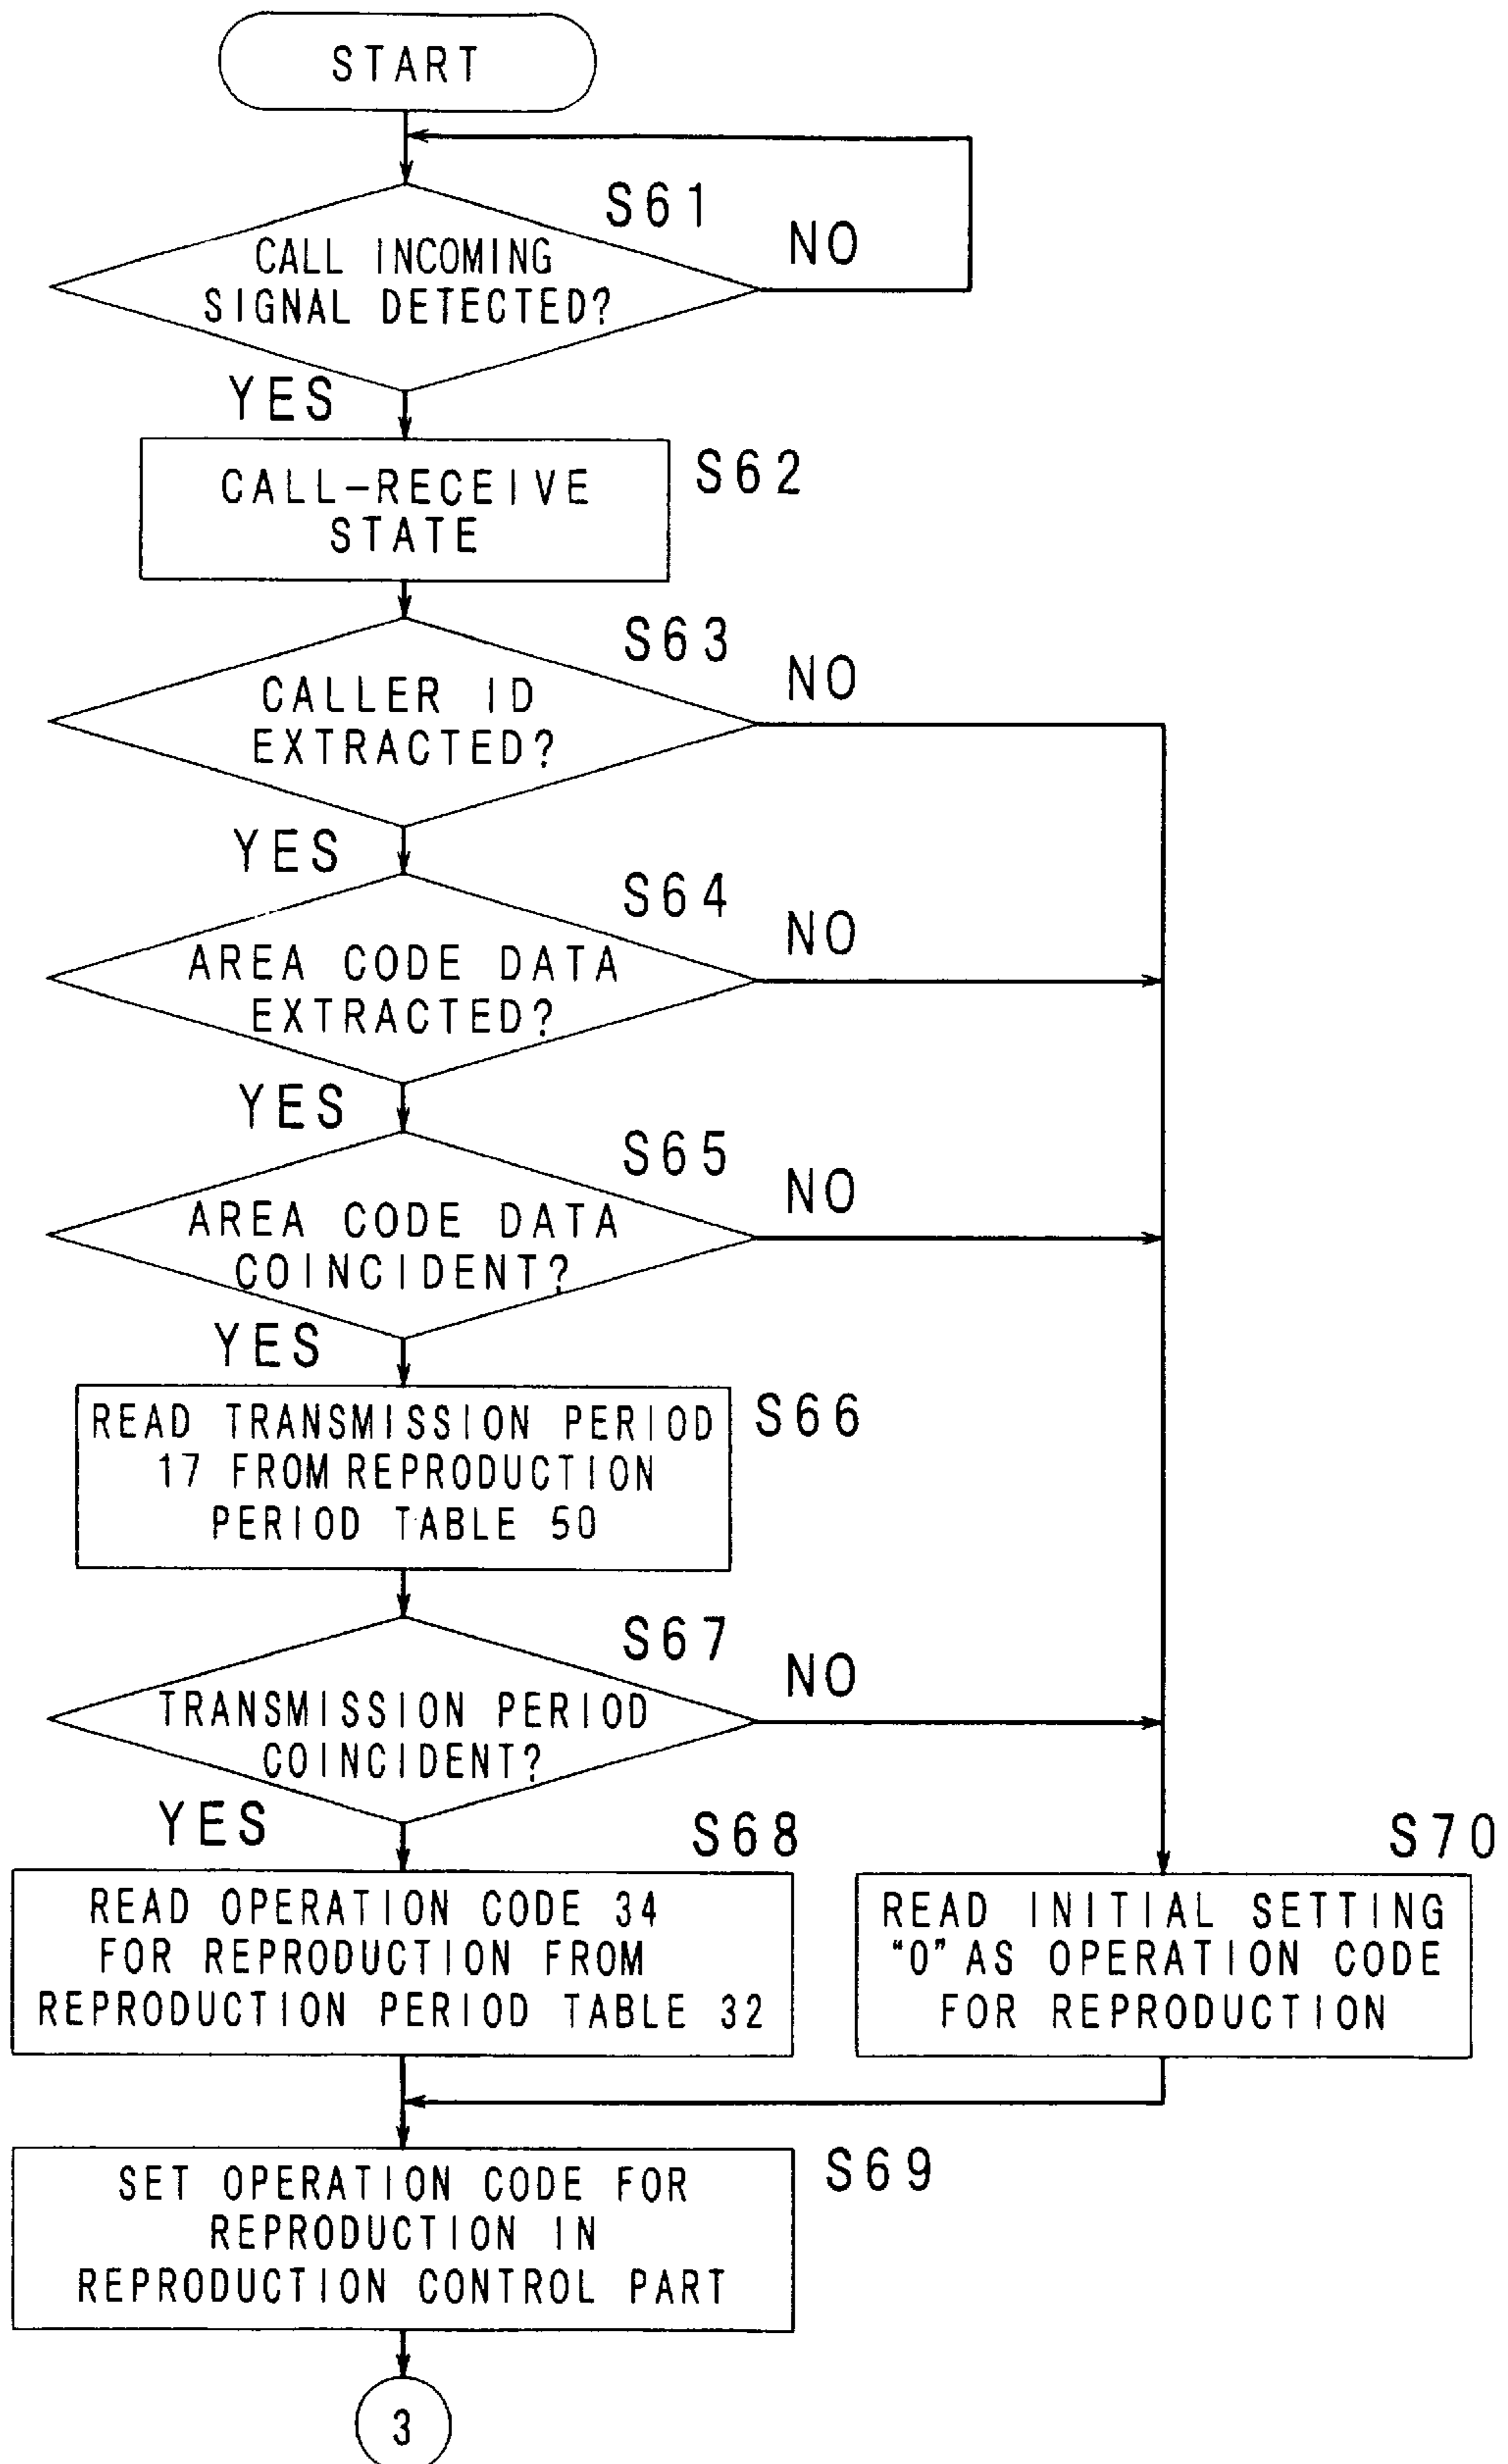 START
S61
NO
CALL INCOMING
SIGNAL DETECTED?
YES
CALL-RECEIVE
STATE
S62
S63
NO
CALLER ID
EXTRACTED?
YES
S64
NO
AREA CODE DATA
EXTRACTED?
YES
S65
NO
AREA CODE DATA
COINCIDENT?
YES
READ TRANSMISSION PERIOD
17 FROM REPRODUCTION
PERIOD TABLE 50
S66
S67
NO
TRANSMISSION PERIOD
COINCIDENT?
YES
S68
READ OPERATION CODE 34
FOR REPRODUCTION FROM
REPRODUCTION PERIOD TABLE 32
S70
READ INITIAL SETTING
"0" AS OPERATION CODE
FOR REPRODUCTION
SET OPERATION CODE FOR
REPRODUCTION IN
REPRODUCTION CONTROL PART
S69
3